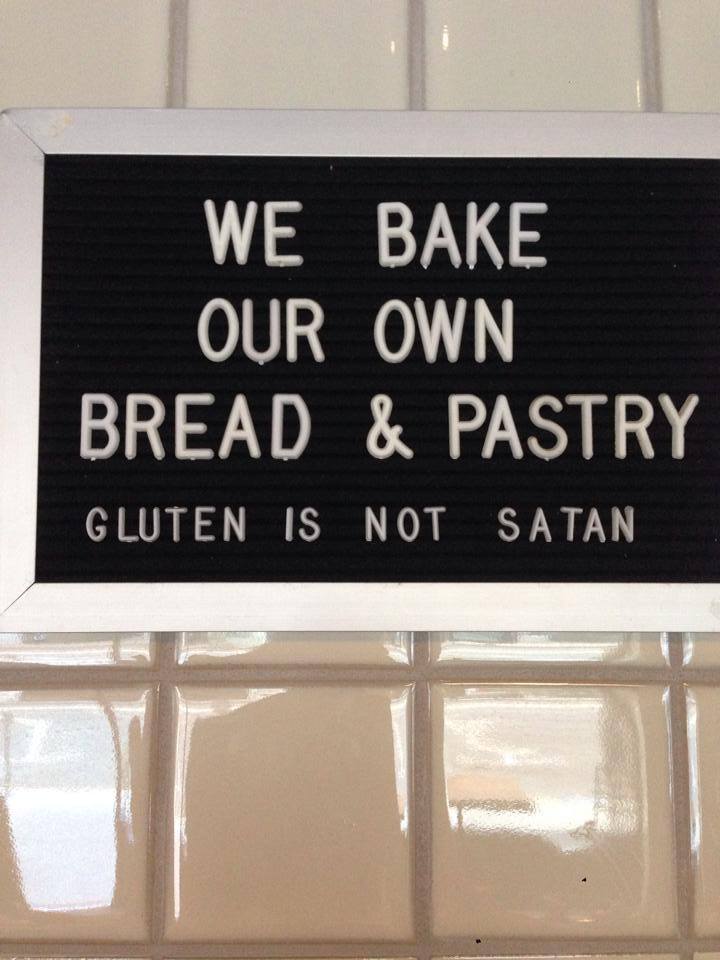 WE BAKE
OUR OWN
BREAD & PASTRY
GLUTEN IS NOT SATAN